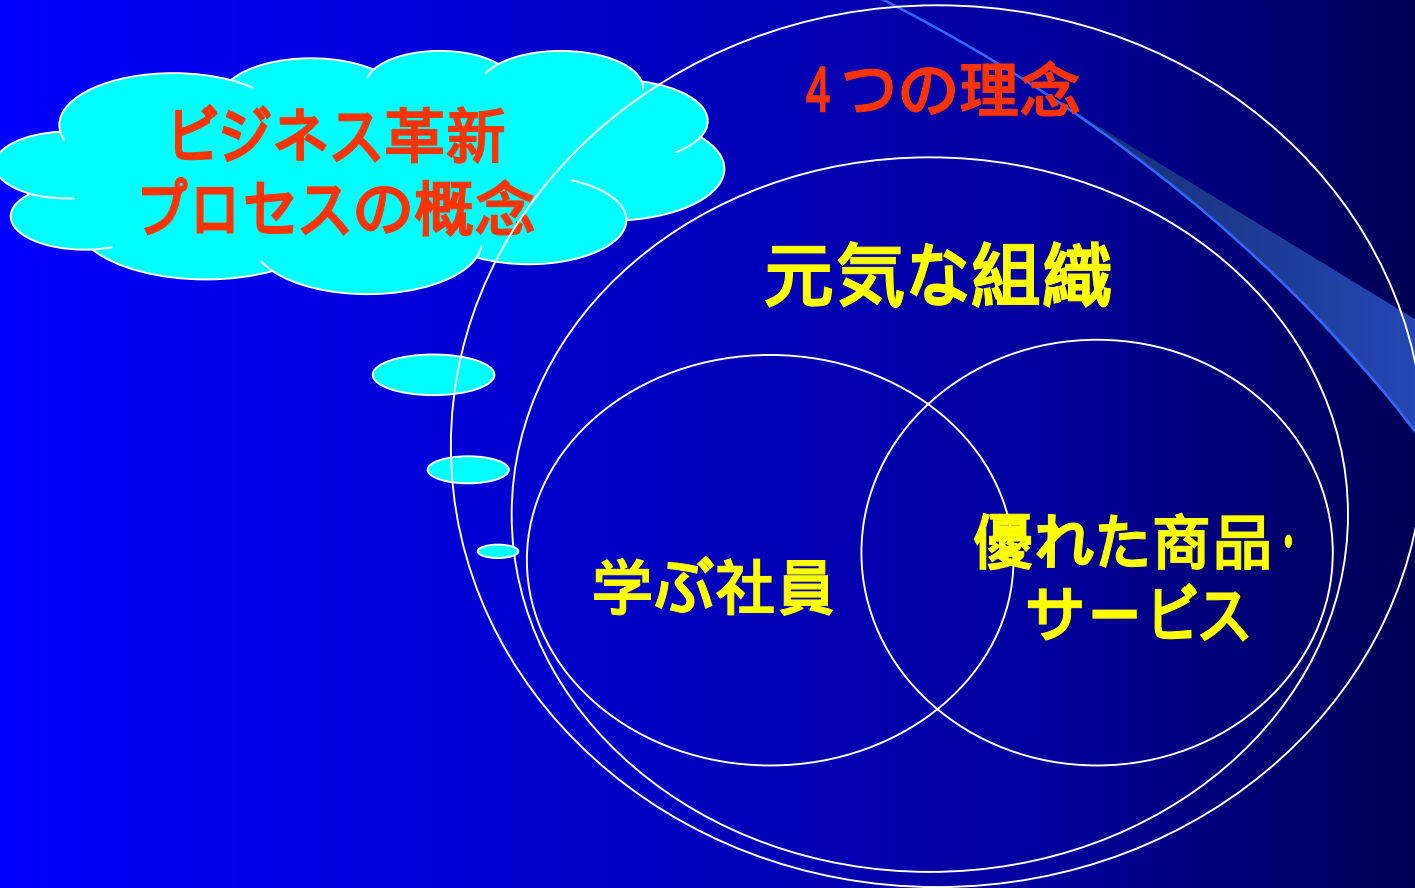 ビジネス革新
プロセスの概念
4つの理念
元気な組織
学ぶ社員
優れた商品・
サービス